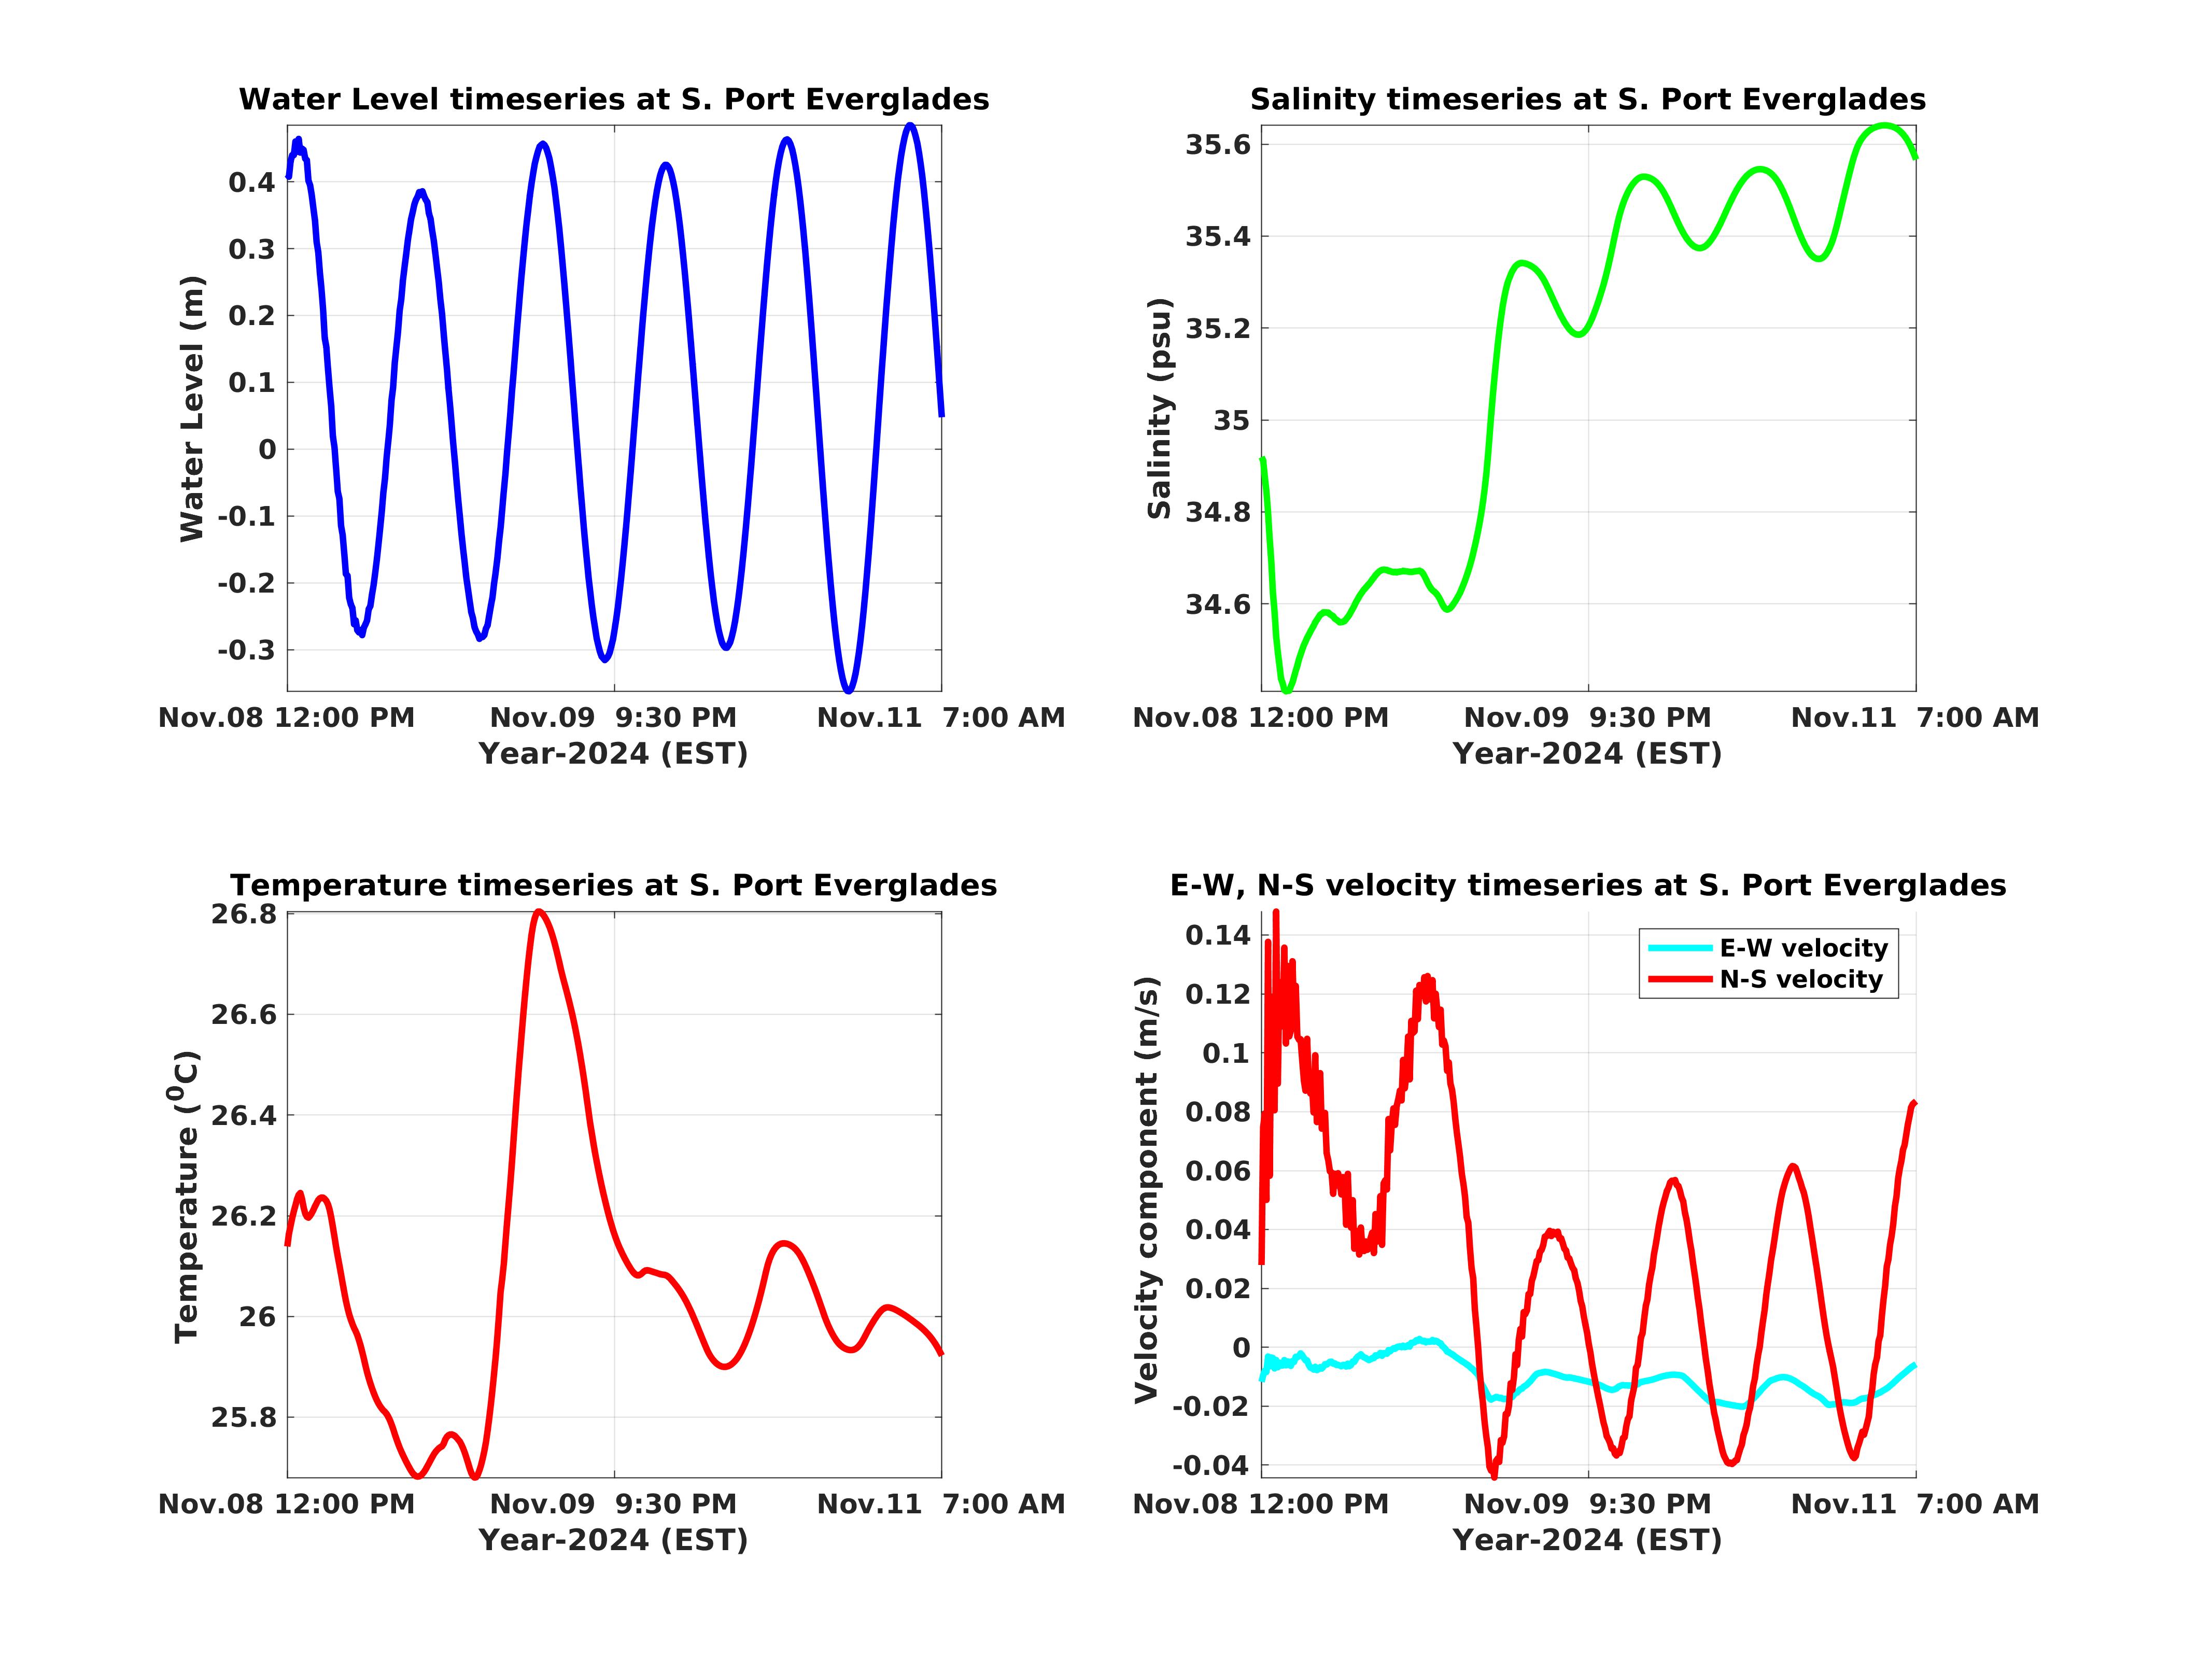 Water Level timeseries at S. Port Everglades
Water Level (m)
0.4
0.3
0.2
0.1
0
-0.1
-0.2
-0.3
Nov.08 12:00 PM
Nov.09 9:30 PM
Nov.11 7:00 AM
Year-2024 (EST)
Salinity timeseries at S. Port Everglades
Salinity (psu)
35.6
35.4
35.2
35
34.8
34.6
Nov.08 12:00 PM
Nov.09 9:30 PM
Nov.11 7:00 AM
Year-2024 (EST)
Temperature timeseries at S. Port Everglades
Temperature (⁰C)
26.8
26.6
26.4
26.2
26
25.8
Nov.08 12:00 PM
Nov.09 9:30 PM
Nov.11 7:00 AM
Year-2024 (EST)
E-W, N-S velocity timeseries at S. Port Everglades
Velocity component (m/s)
0.14
0.12
0.1
0.08
0.06
0.04
0.02
0
-0.02
-0.04
E-W velocity
N-S velocity
Nov.08 12:00 PM
Nov.09 9:30 PM
Nov.11 7:00 AM
Year-2024 (EST)